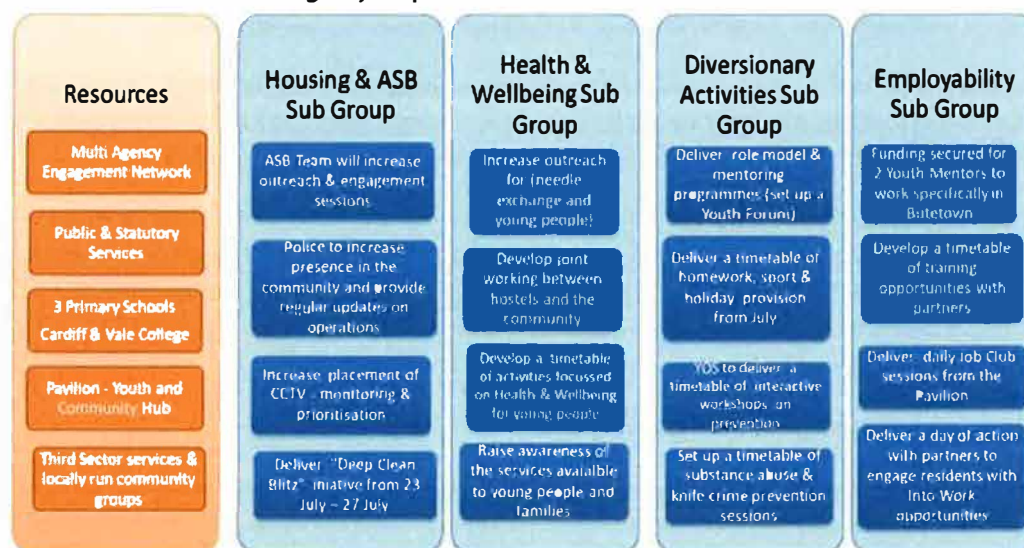 Resources
Multi Agency
Engagement Network
Public & Statutory
Services
3 Primary Schools
Cardiff & Vale College
Pavilion - Youth and
Community Hub
Third Sector services &
locally run community
groups
Housing & ASB
Sub Group
ASB Team will increase
outreach & engagement
sessions
Police to increase
presence in the
community and provide
regular updates on
operations
Increase placement of
CCTV - monitoring &
prioritisation
Deliver "Deep Clean
Blitz" iniative from 23
July – 27 July
Health &
Wellbeing Sub
Group
Increase outreach
for (needle
exchange and
young people)
Develop joint
working between
hostels and the
community
Develop a timetable
of activities focussed
on Health & Wellbeing
for young people
Raise awareness of
the services available
to young people and
families
Diversionary
Activities Sub
Group
Deliver role model &
mentoring
programmes (set up a
Youth Forum)
Deliver a timetable of
homework, sport &
holiday provision
from July
YOS to deliver a
timetable of interactive
workshops on
prevention
Set up a timetable of
substance abuse &
knife crime prevention
sessions
Employability
Sub Group
Funding secured for
2 Youth Mentors to
work specifically in
Butetown
Develop a timetable
of training
opportunities with
partners
Deliver daily Job Club
sessions from the
Pavilion
Deliver a day of action
with partners to
engage residents with
Into Work
opportunities